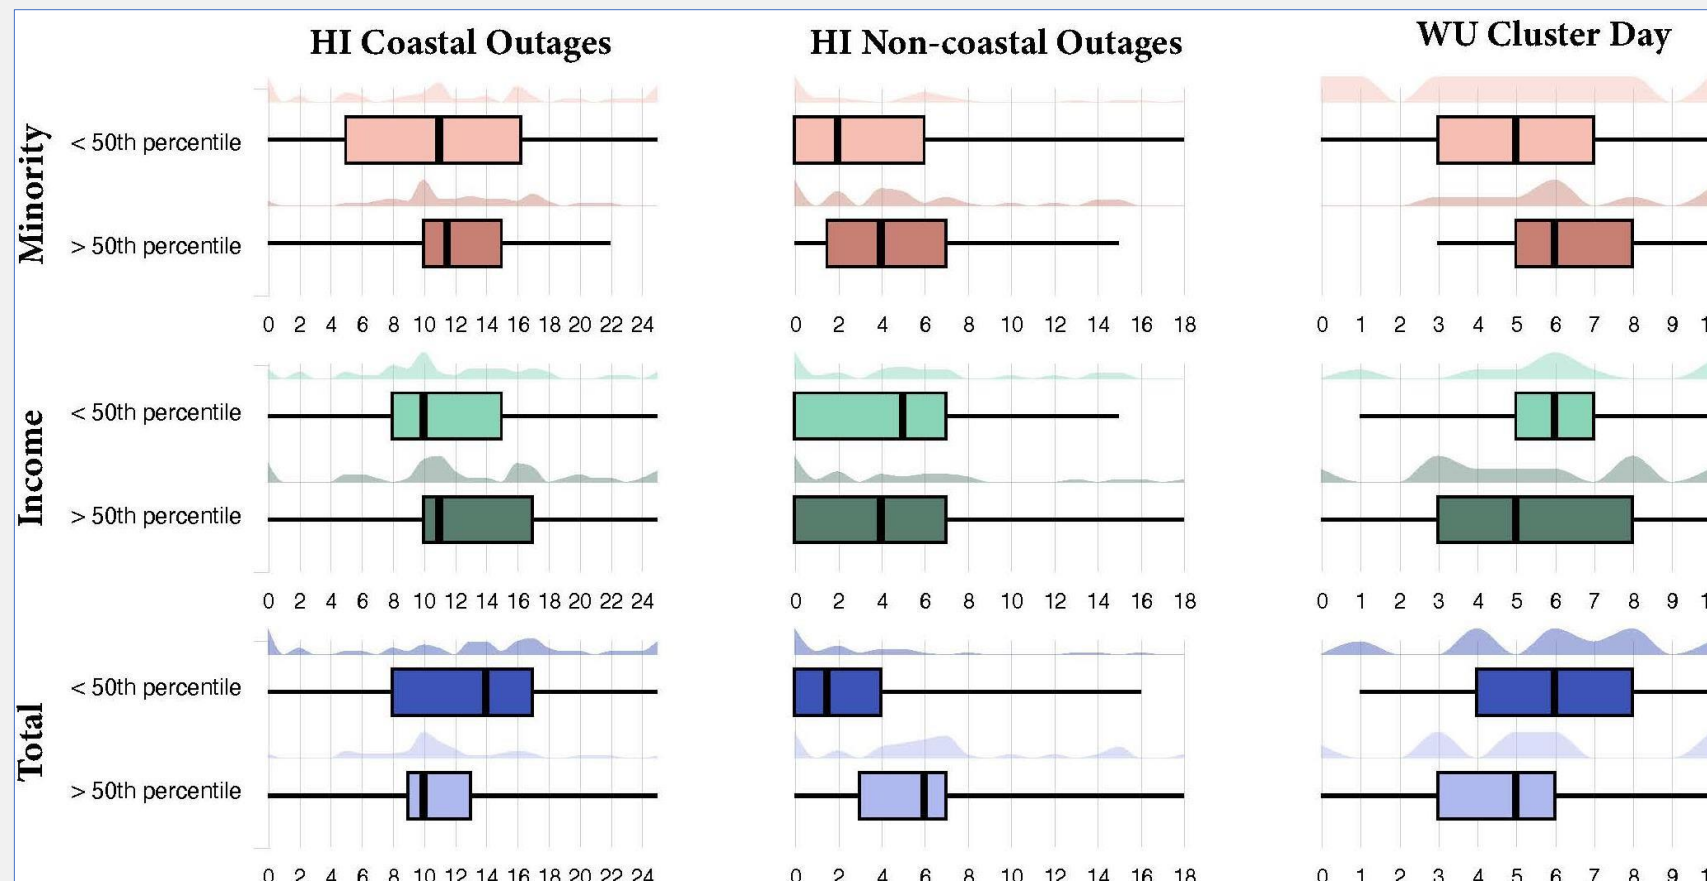 HI Coastal Outages
HI Non-coastal Outages
WU Cluster Day
Minority
< 50th percentile
> 50th percentile
0 2 4 6 8 10 12 14 16 18 20 22 24
0 2 4 6 8 10 12 14 16 18
0 1 2 3 4 5 6 7 8 9
Income
< 50th percentile
> 50th percentile
0 2 4 6 8 10 12 14 16 18 20 22 24
0 2 4 6 8 10 12 14 16 18
0 1 2 3 4 5 6 7 8 9
Total
< 50th percentile
> 50th percentile
0 2 4 6 8 10 12 14 16 18 20 22 24
0 2 4 6 8 10 12 14 16 18
0 1 2 3 4 5 6 7 8 9